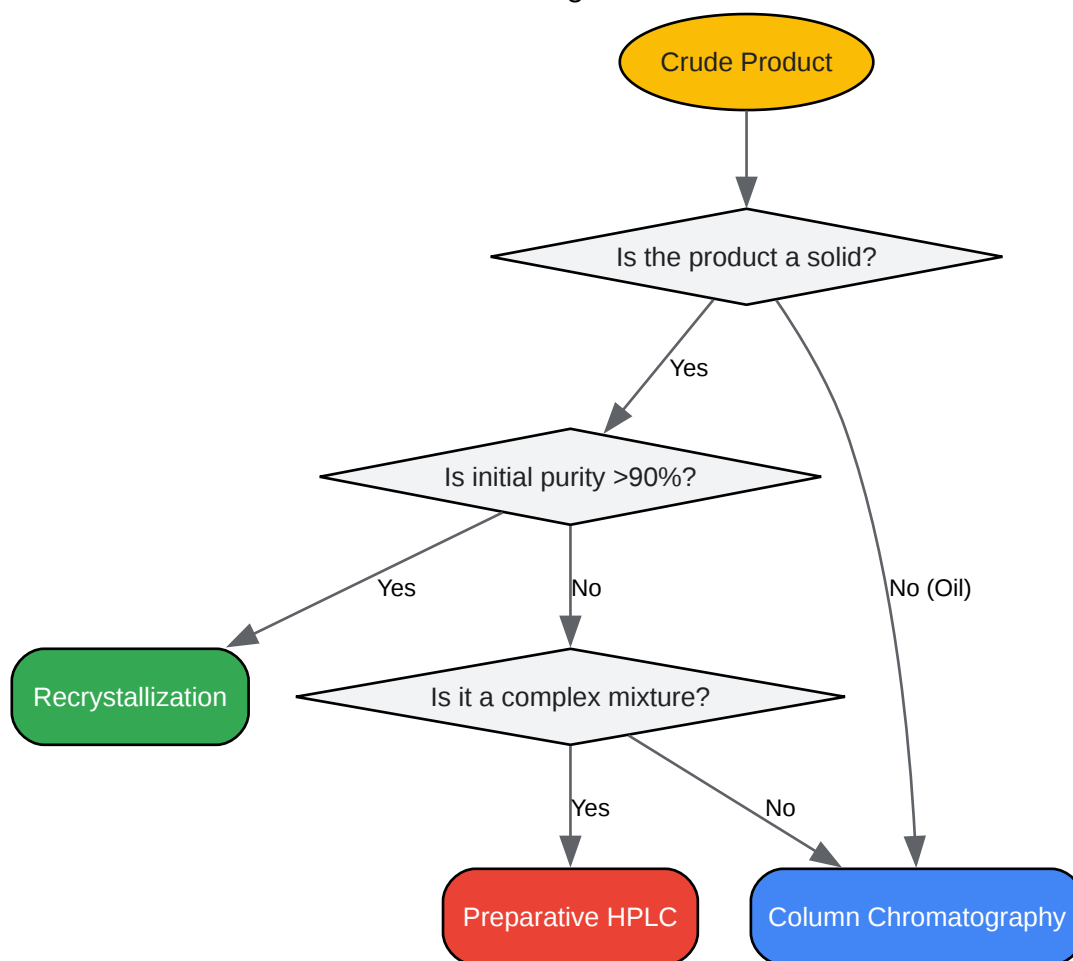 Crude Product
Is the product a solid?
Yes
Is initial purity >90%?
Yes
No
No (Oil)
Recrystallization
Is it a complex mixture?
Yes
No
Preparative HPLC
Column Chromatography